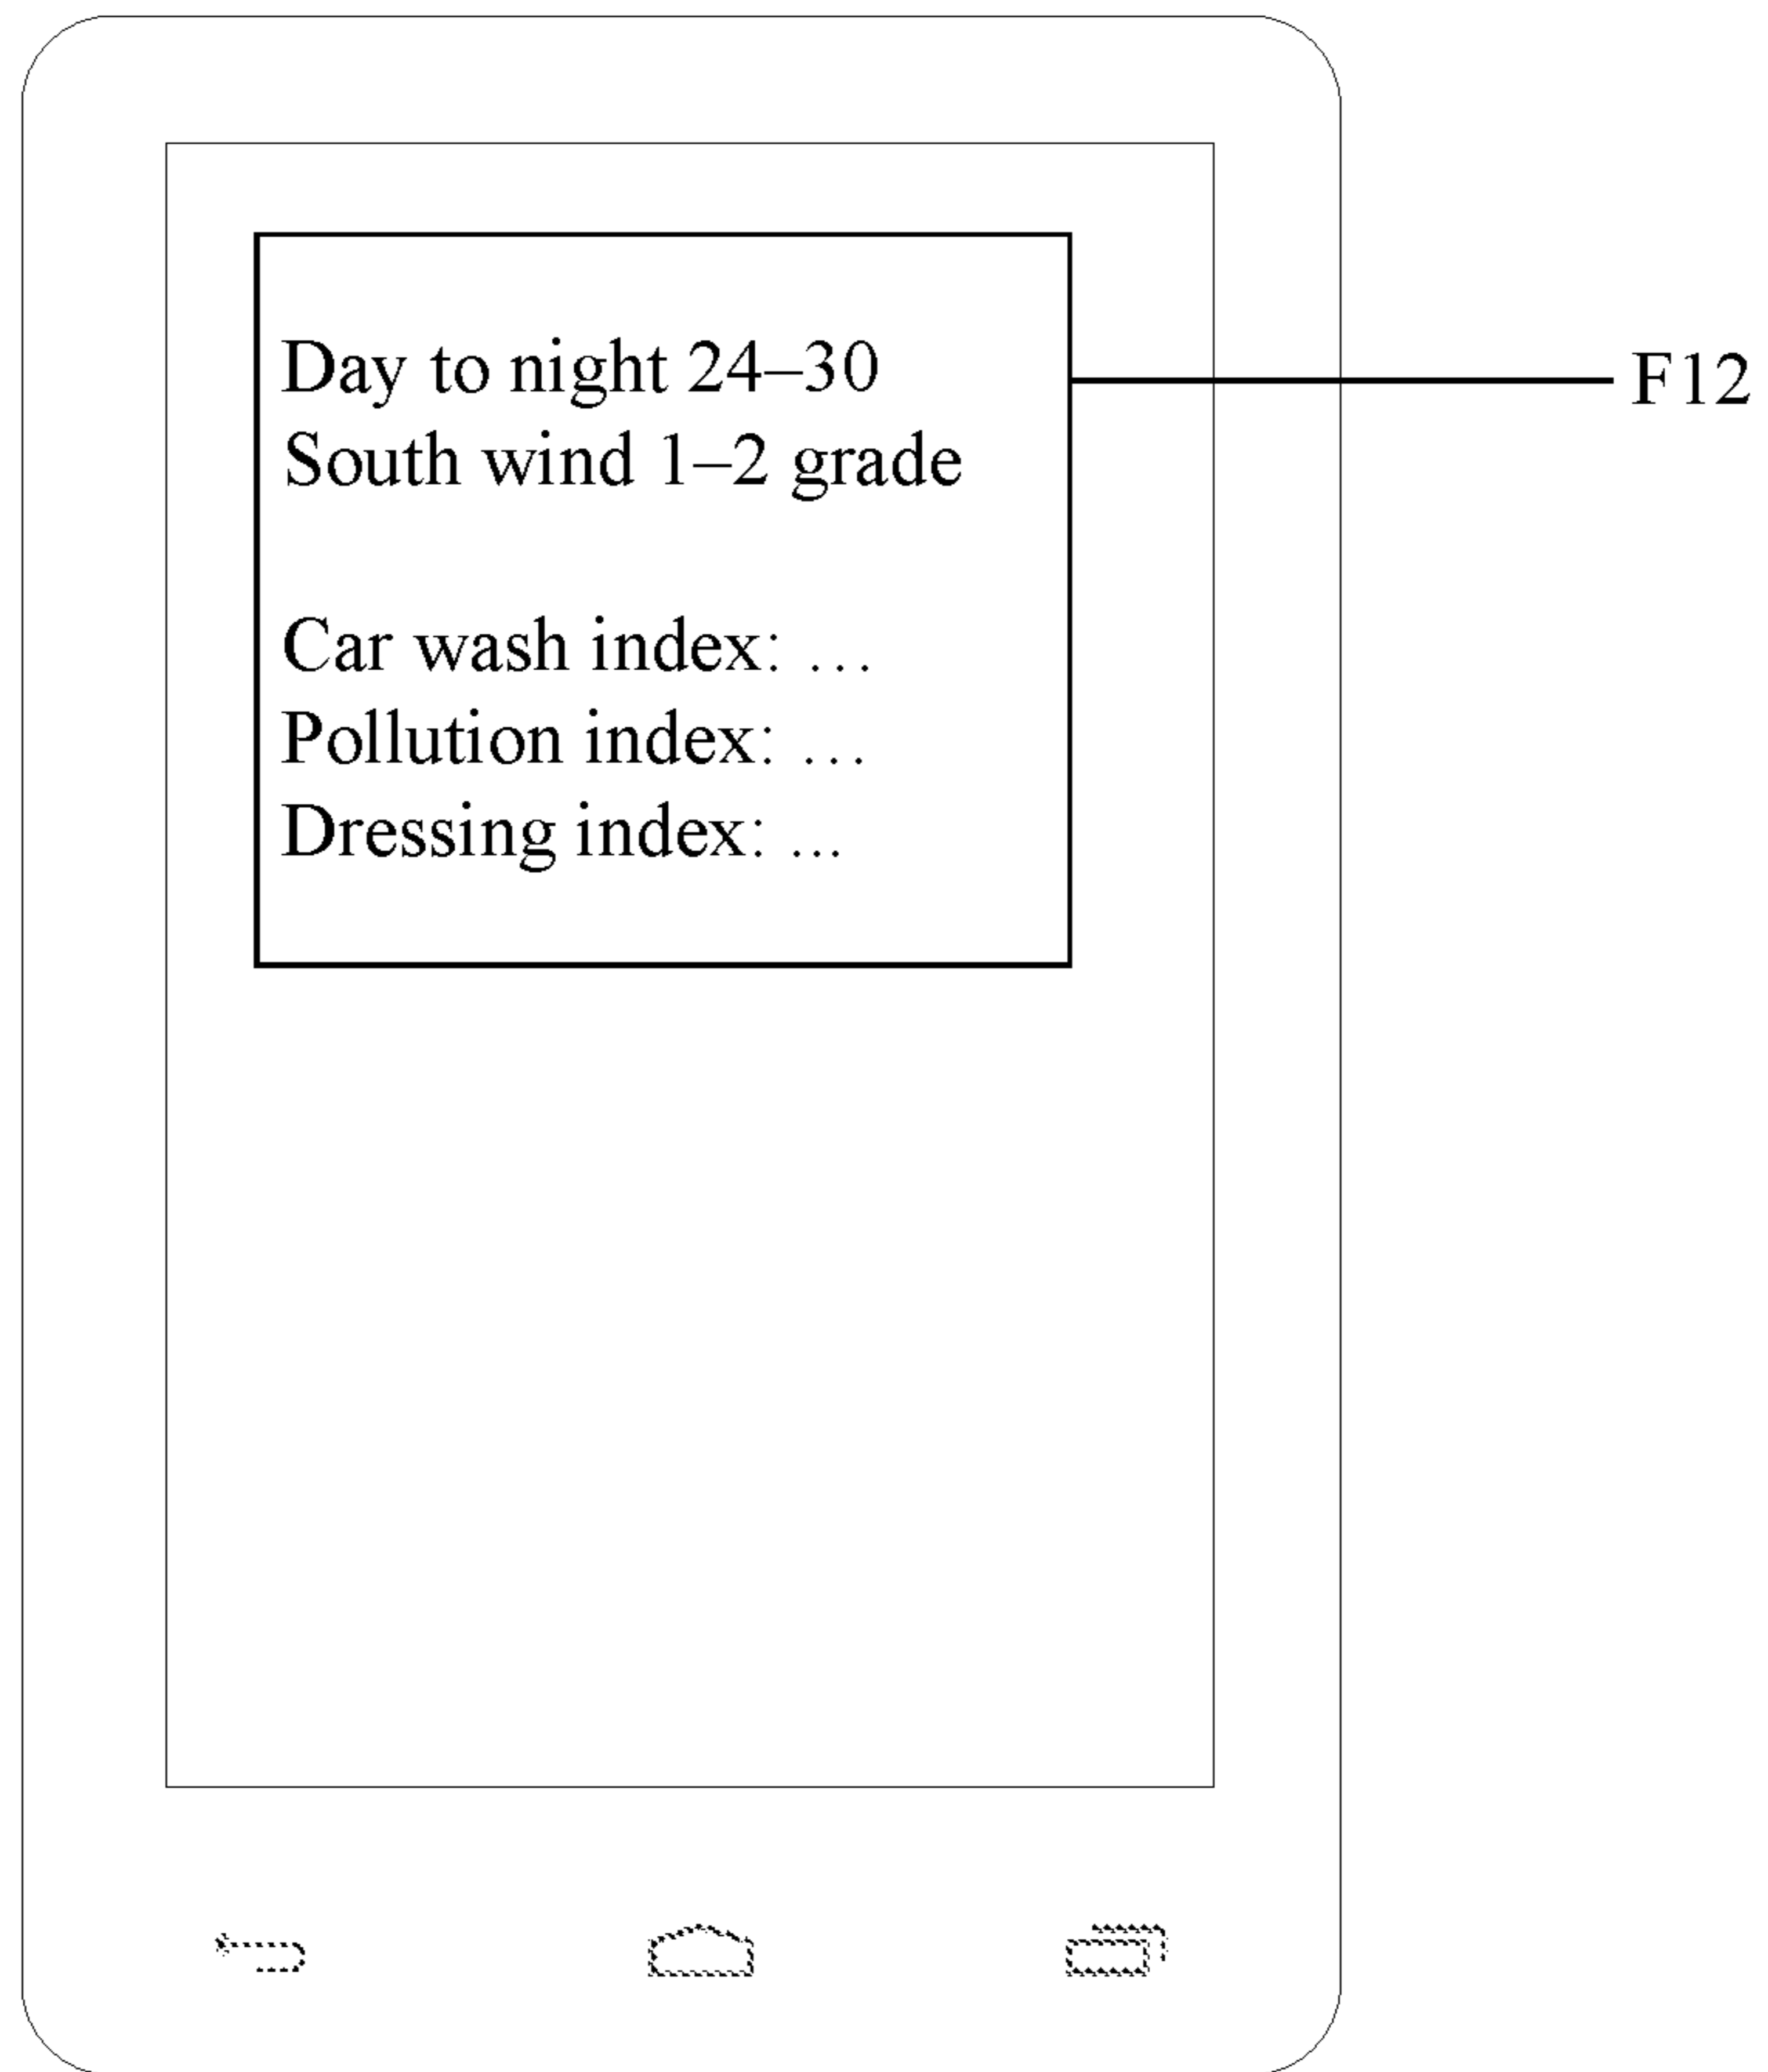 Day to night 24–30
South wind 1–2 grade
Car wash index: …
Pollution index: …
Dressing index: ...
F12